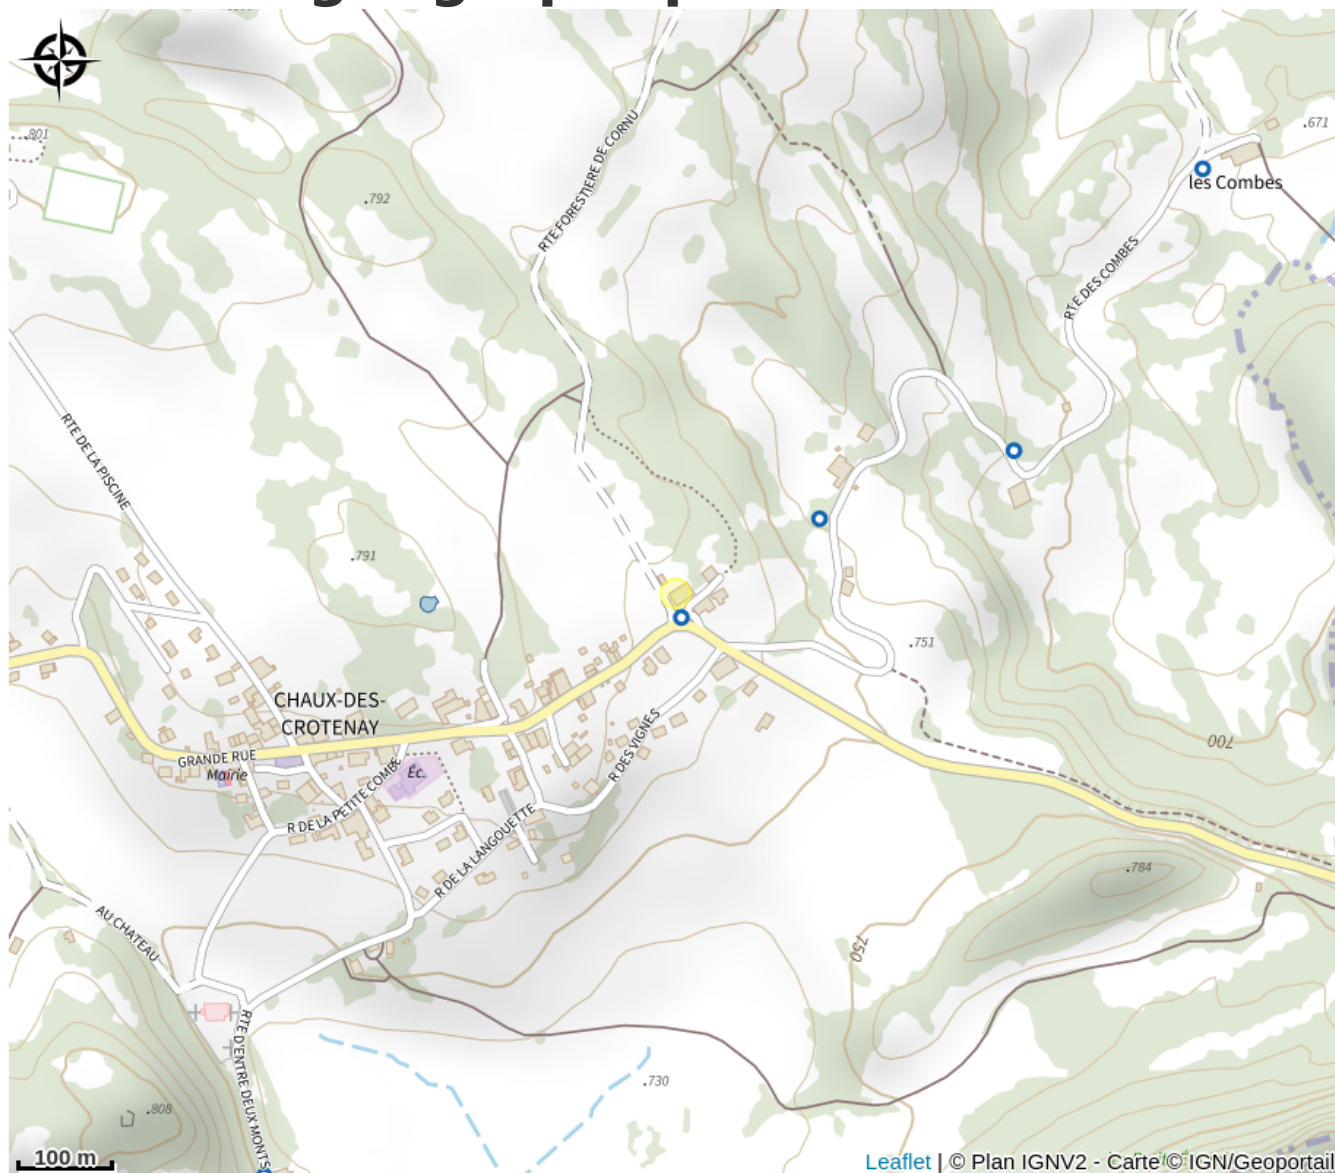 801
792
671
les Combes
RTE FORESTIERE DE CORNU
RTE DES COMBES
RTE DE LA PISCINE
791
751
CHAUX-DES-
CROTENAY
GRANDE RUE
Mairie
Éc.
R DE LA PETITE COMBE
R DES VIGNES
R DE LA LANGOUETTE
700
784
750
AU CHATEAU
RTE D'ENTRE DEUX MONTS
730
808
100 m
Leaflet | © Plan IGNV2 - Carte © IGN/Geoportail